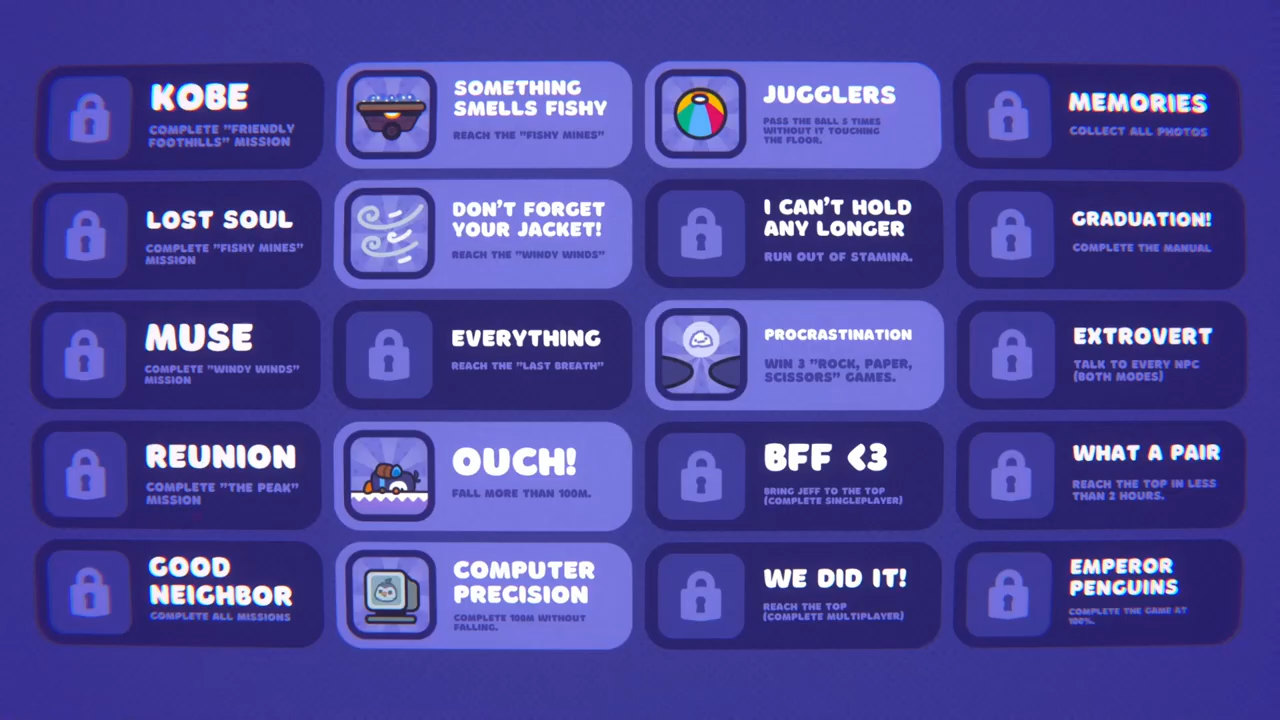 KOBE
COMPLETE "FRIENDLY
FOOTHILLS" MISSION
SOMETHING
SMELLS FISHY
REACH THE "FISHY MINES"
JUGGLERS
PASS THE BALL 5 TIMES
WITHOUT IT TOUCHING
THE FLOOR.
MEMORIES
COLLECT ALL PHOTOS
LOST SOUL
COMPLETE "FISHY MINES"
MISSION
DON'T FORGET
YOUR JACKET!
REACH THE "WINDY WINDS"
I CAN'T HOLD
ANY LONGER
RUN OUT OF STAMINA.
GRADUATION!
COMPLETE THE MANUAL
MUSE
COMPLETE "WINDY WINDS"
MISSION
EVERYTHING
REACH THE "LAST BREATH"
PROCRASTINATION
WIN 3 "ROCK, PAPER,
SCISSORS" GAMES.
EXTROVERT
TALK TO EVERY NPC
(BOTH MODES)
REUNION
COMPLETE "THE PEAK"
MISSION
OUCH!
FALL MORE THAN 100M.
BFF <3
BRING JEFF TO THE TOP
(COMPLETE SINGLEPLAYER)
WHAT A PAIR
REACH THE TOP IN LESS
THAN 2 HOURS.
GOOD
NEIGHBOR
COMPLETE ALL MISSIONS
COMPUTER
PRECISION
COMPLETE 100M WITHOUT
FALLING.
WE DID IT!
REACH THE TOP
(COMPLETE MULTIPLAYER)
EMPEROR
PENGUINS
COMPLETE THE GAME AT
100%.